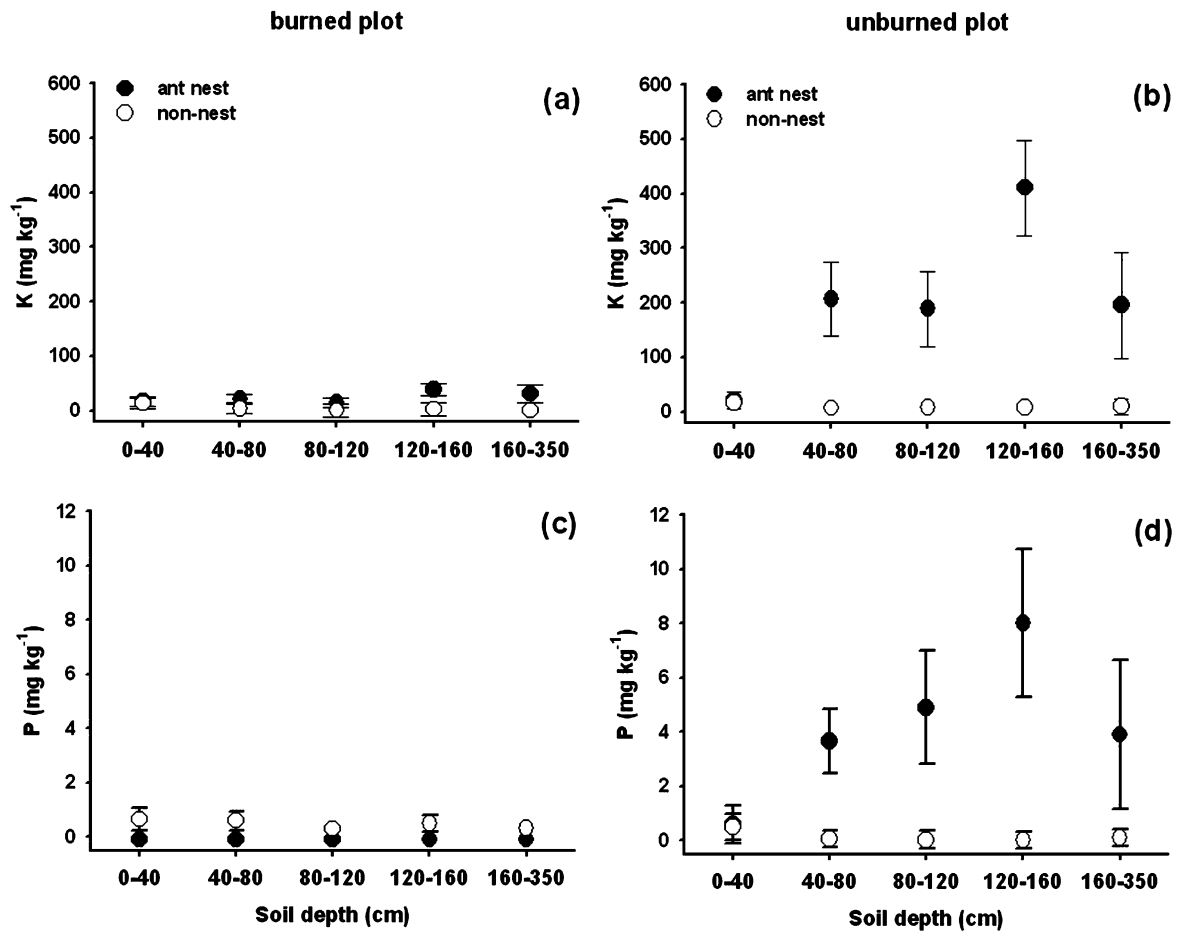 burned plot
unburned plot
ant nest
non-nest
(a)
600
500
400
300
200
100
0
K (mg kg-1)
0-40 40-80 80-120 120-160 160-350
ant nest
non-nest
(b)
600
500
400
300
200
100
0
K (mg kg-1)
0-40 40-80 80-120 120-160 160-350
(c)
12
10
8
6
4
2
0
P (mg kg-1)
0-40 40-80 80-120 120-160 160-350
Soil depth (cm)
(d)
12
10
8
6
4
2
0
P (mg kg-1)
0-40 40-80 80-120 120-160 160-350
Soil depth (cm)